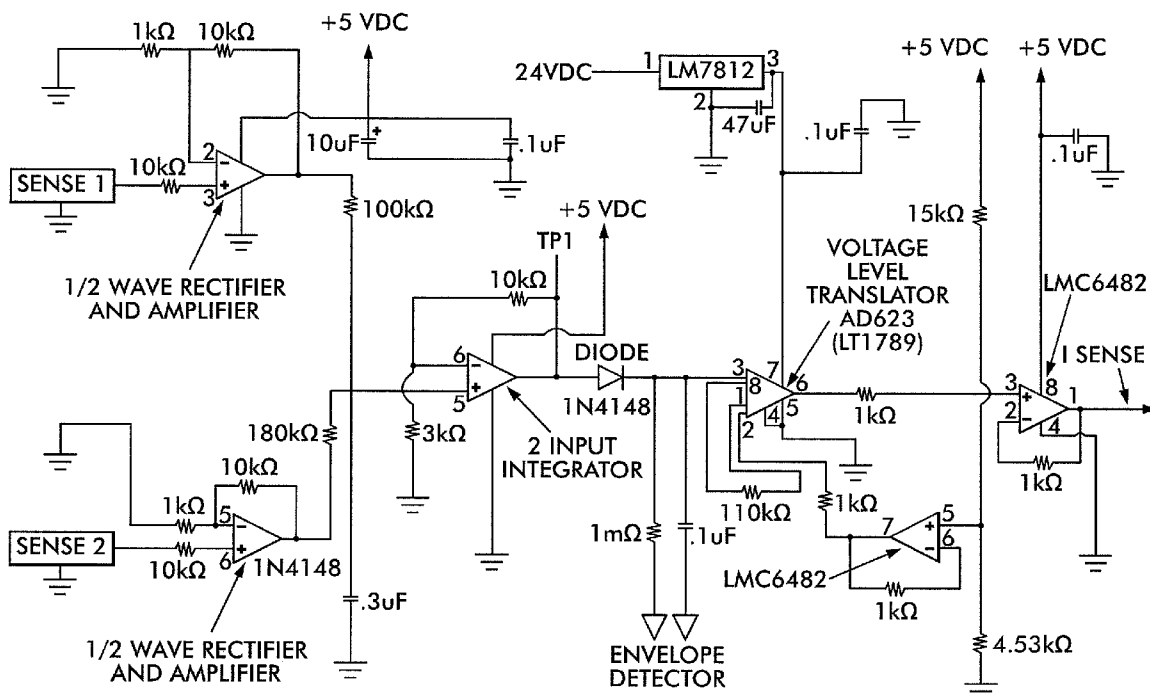 1kΩ
10kΩ
+5 VDC
10uF
+
.1uF
2
-
+
3
10kΩ
SENSE 1
1/2 WAVE RECTIFIER
AND AMPLIFIER
100kΩ
24VDC
1
LM7812
3
2
47uF
.1uF
+5 VDC
+5 VDC
.1uF
15kΩ
+5 VDC
TP1
10kΩ
6
-
+
5
3kΩ
2 INPUT
INTEGRATOR
DIODE
1N4148
VOLTAGE
LEVEL
TRANSLATOR
AD623
(LT1789)
3
8
1
2
7
6
4
5
110kΩ
1kΩ
1kΩ
LMC6482
I SENSE
3
+
2
-
8
1
4
1kΩ
180kΩ
10kΩ
1kΩ
5
-
+
6
SENSE 2
10kΩ
1N4148
1/2 WAVE RECTIFIER
AND AMPLIFIER
.3uF
1mΩ
.1uF
ENVELOPE
DETECTOR
7
+
5
-
6
LMC6482
1kΩ
4.53kΩ